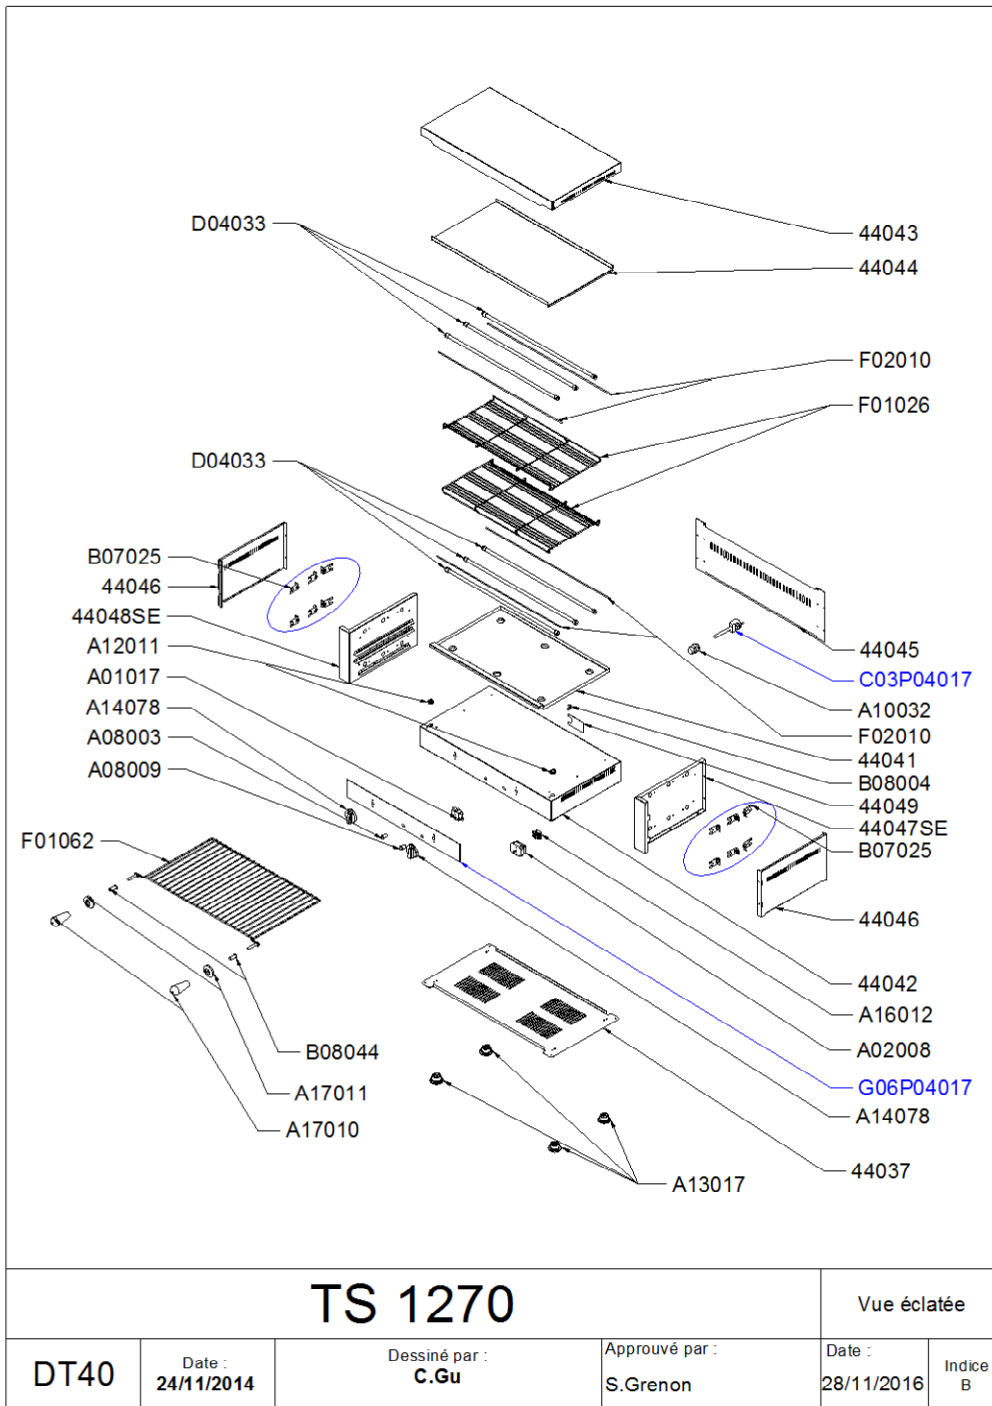 D04033
44043
44044
F02010
F01026
D04033
B07025
44046
44048SE
A12011
A01017
A14078
A08003
A08009
F01062
44045
C03P04017
A10032
F02010
44041
B08004
44049
44047SE
B07025
44046
44042
A16012
A02008
G06P04017
A14078
44037
B08044
A17011
A17010
A13017
TS 1270
Vue éclatée
DT40
Date :
24/11/2014
Dessiné par :
C.Gu
Approuvé par :
S.Grenon
Date :
28/11/2016
Indice
B